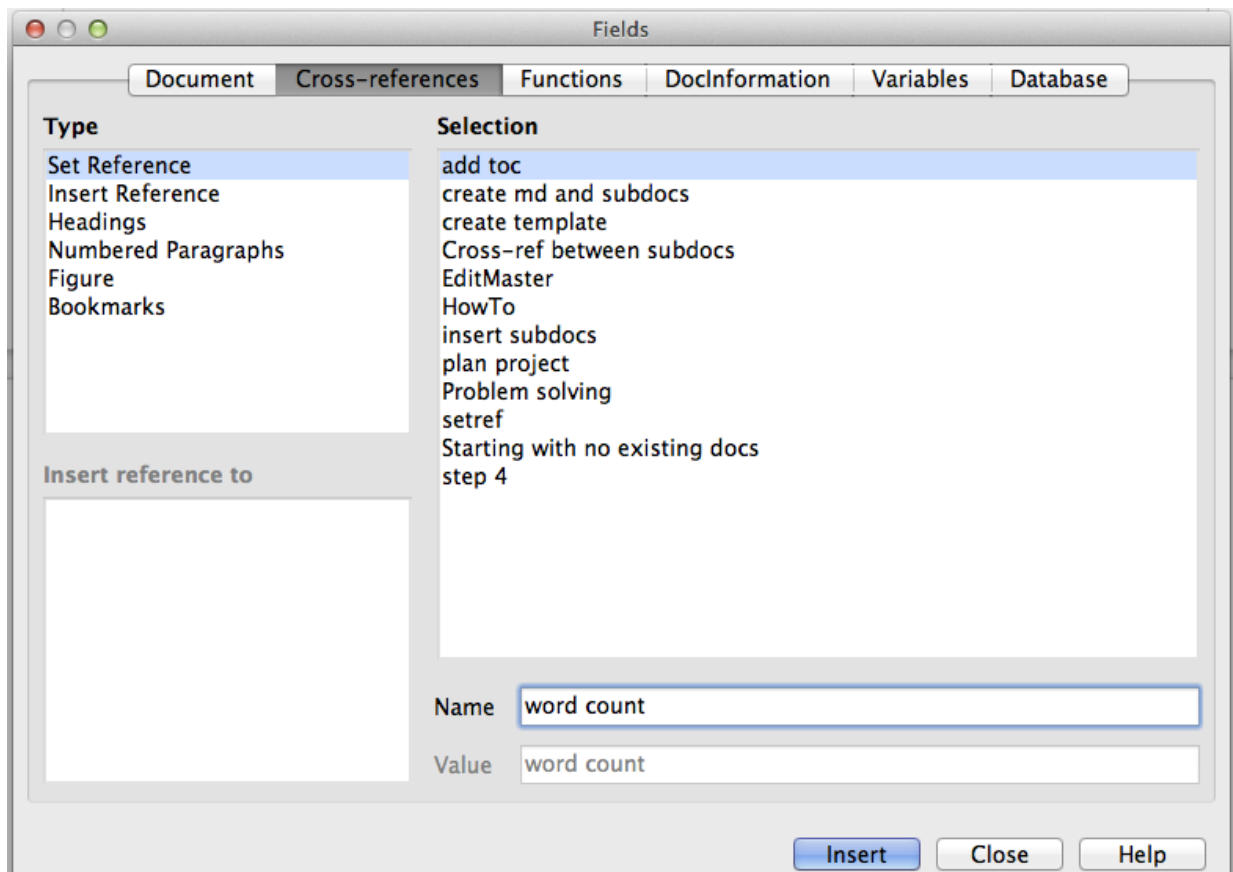 Fields
Document Cross-references Functions DocInformation Variables Database
Type
Set Reference
Insert Reference
Headings
Numbered Paragraphs
Figure
Bookmarks
Insert reference to
Selection
add toc
create md and subdocs
create template
Cross-ref between subdocs
EditMaster
HowTo
insert subdocs
plan project
Problem solving
setref
Starting with no existing docs
step 4
Name word count
Value word count
Insert Close Help